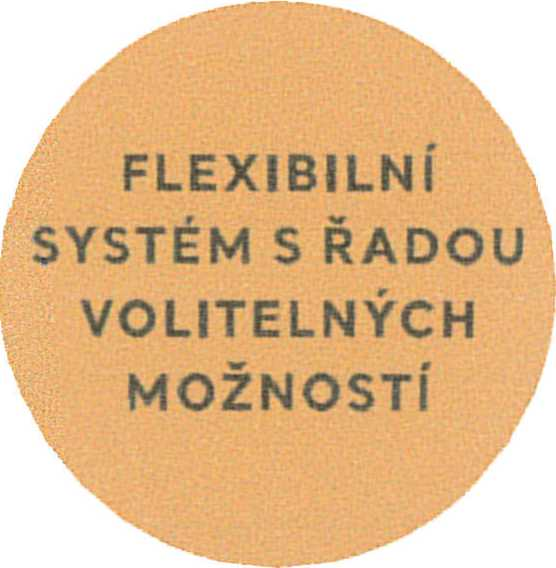 FLEXIBILNÍ
SYSTÉM S ŘADOU
VOLITELNÝCH
MOŽNOSTÍ